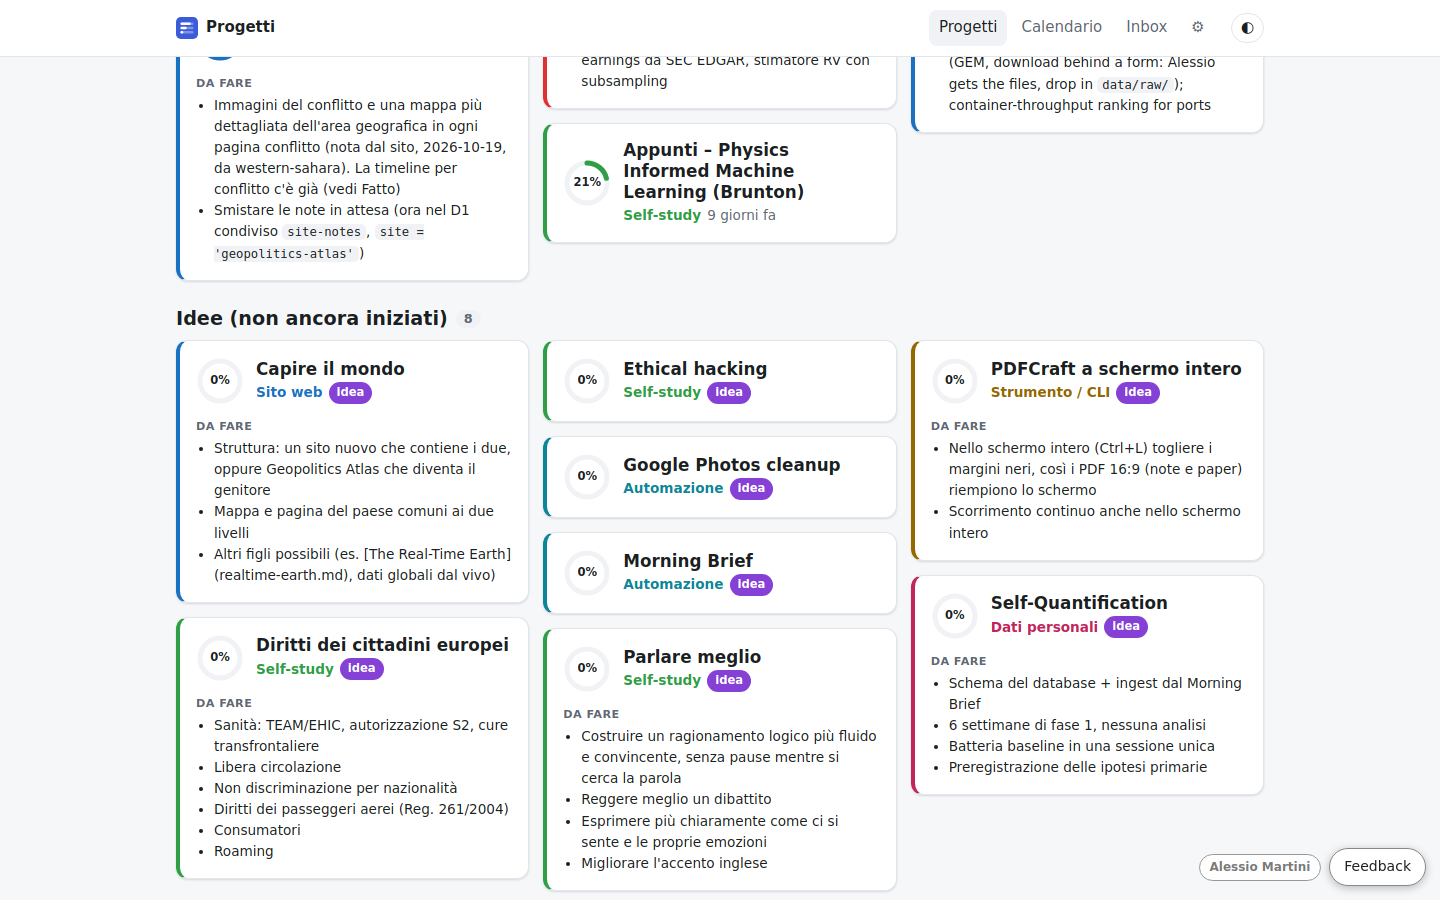 Progetti
Progetti
Calendario
Inbox
DA FARE
Immagini del conflitto e una mappa più
dettagliata dell'area geografica in ogni
pagina conflitto (nota dal sito, 2026-10-19,
da western-sahara). La timeline per
conflitto c'è già (vedi Fatto)
Smistare le note in attesa (ora nel D1
condiviso site-notes, site =
'geopolitics-atlas')
earnings da SEC EDGAR, stimatore RV con
subsampling
21%
Appunti – Physics
Informed Machine
Learning (Brunton)
Self-study 9 giorni fa
(GEM, download behind a form: Alessio
gets the files, drop in data/raw/);
container-throughput ranking for ports
Idee (non ancora iniziati) 8
0%
Capire il mondo
Sito web Idea
DA FARE
Struttura: un sito nuovo che contiene i due,
oppure Geopolitics Atlas che diventa il
genitore
Mappa e pagina del paese comuni ai due
livelli
Altri figli possibili (es. [The Real-Time Earth]
(realtime-earth.md), dati globali dal vivo)
0%
Diritti dei cittadini europei
Self-study Idea
DA FARE
Sanità: TEAM/EHIC, autorizzazione S2, cure
transfrontaliere
Libera circolazione
Non discriminazione per nazionalità
Diritti dei passeggeri aerei (Reg. 261/2004)
Consumatori
Roaming
0%
Ethical hacking
Self-study Idea
0%
Google Photos cleanup
Automazione Idea
0%
Morning Brief
Automazione Idea
0%
Parlare meglio
Self-study Idea
DA FARE
Costruire un ragionamento logico più fluido
e convincente, senza pause mentre si
cerca la parola
Reggere meglio un dibattito
Esprimere più chiaramente come ci si
sente e le proprie emozioni
Migliorare l'accento inglese
0%
PDFCraft a schermo intero
Strumento / CLI Idea
DA FARE
Nello schermo intero (Ctrl+L) togliere i
margini neri, così i PDF 16:9 (note e paper)
riempiono lo schermo
Scorrimento continuo anche nello schermo
intero
0%
Self-Quantification
Dati personali Idea
DA FARE
Schema del database + ingest dal Morning
Brief
6 settimane di fase 1, nessuna analisi
Batteria baseline in una sessione unica
Preregistrazione delle ipotesi primarie
Alessio Martini
Feedback